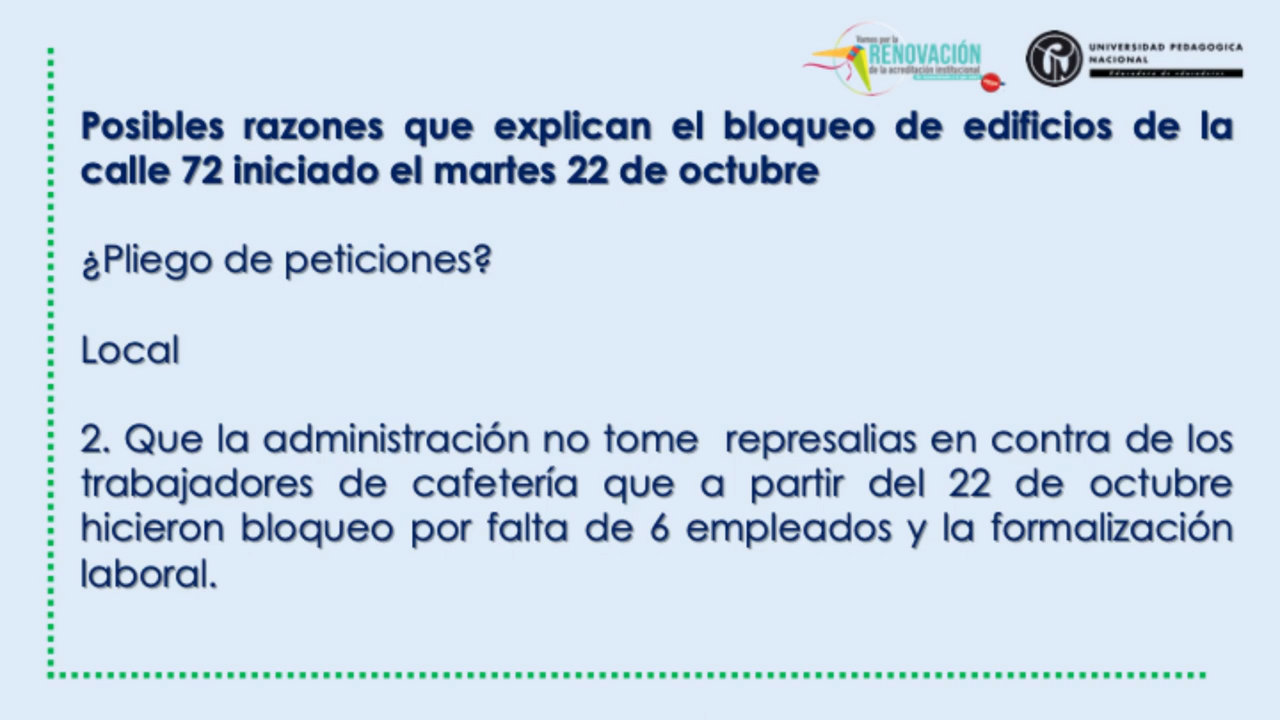 Vamos por la
RENOVACIÓN
de la acreditación institucional
UNIVERSIDAD PEDAGOGICA
NACIONAL
Educadora de educadores
Posibles razones que explican el bloqueo de edificios de la
calle 72 iniciado el martes 22 de octubre
¿Pliego de peticiones?
Local
2. Que la administración no tome represalias en contra de los
trabajadores de cafetería que a partir del 22 de octubre
hicieron bloqueo por falta de 6 empleados y la formalización
laboral.